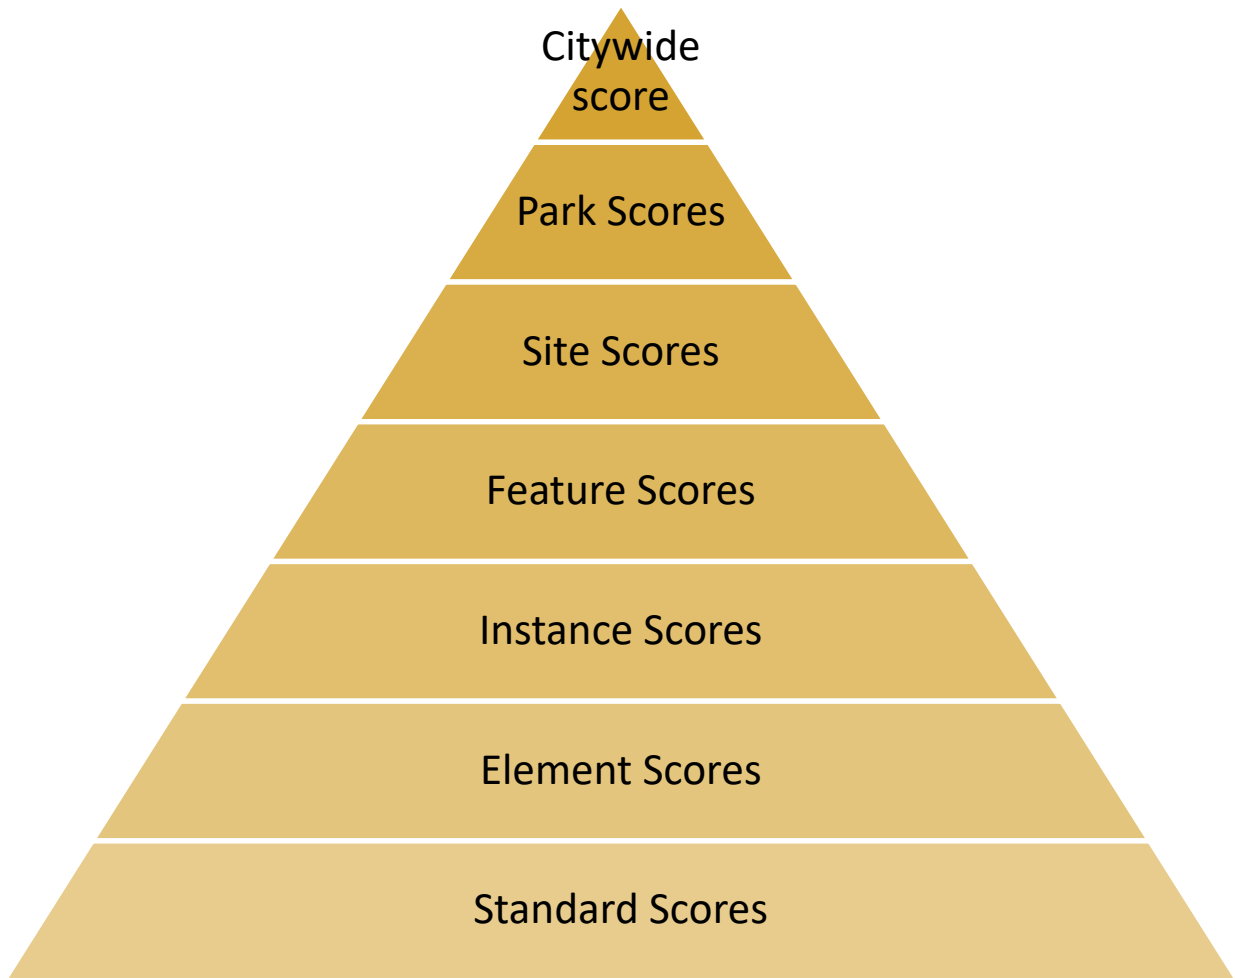 Citywide
score
Park Scores
Site Scores
Feature Scores
Instance Scores
Element Scores
Standard Scores